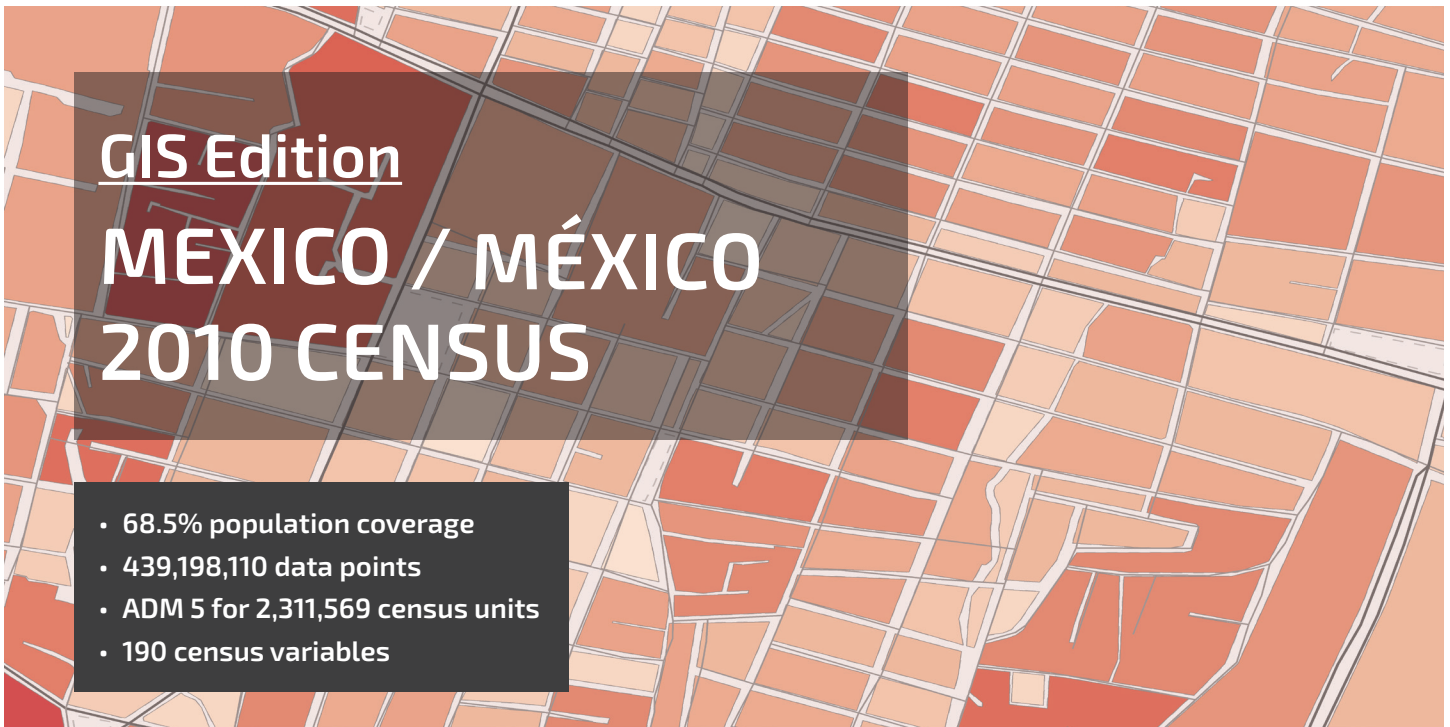 GIS Edition
MEXICO / MÉXICO
2010 CENSUS
• 68.5% population coverage
• 439,198,110 data points
• ADM 5 for 2,311,569 census units
• 190 census variables